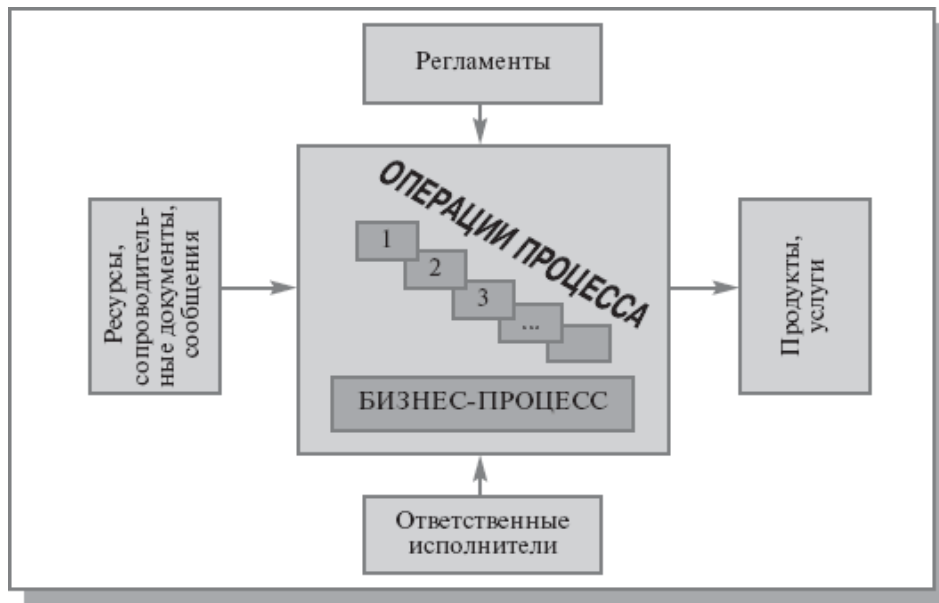 Регламенты
Ресурсы,
сопроводитель-
ные документы,
сообщения
ОПЕРАЦИИ ПРОЦЕССА
1
2
3
...
БИЗНЕС-ПРОЦЕСС
Продукты,
услуги
Ответственные
исполнители